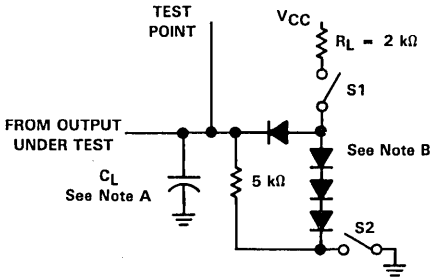 TEST
POINT
VCC
RL = 2 kΩ
S1
FROM OUTPUT
UNDER TEST
See Note B
CL
See Note A
5 kΩ
S2